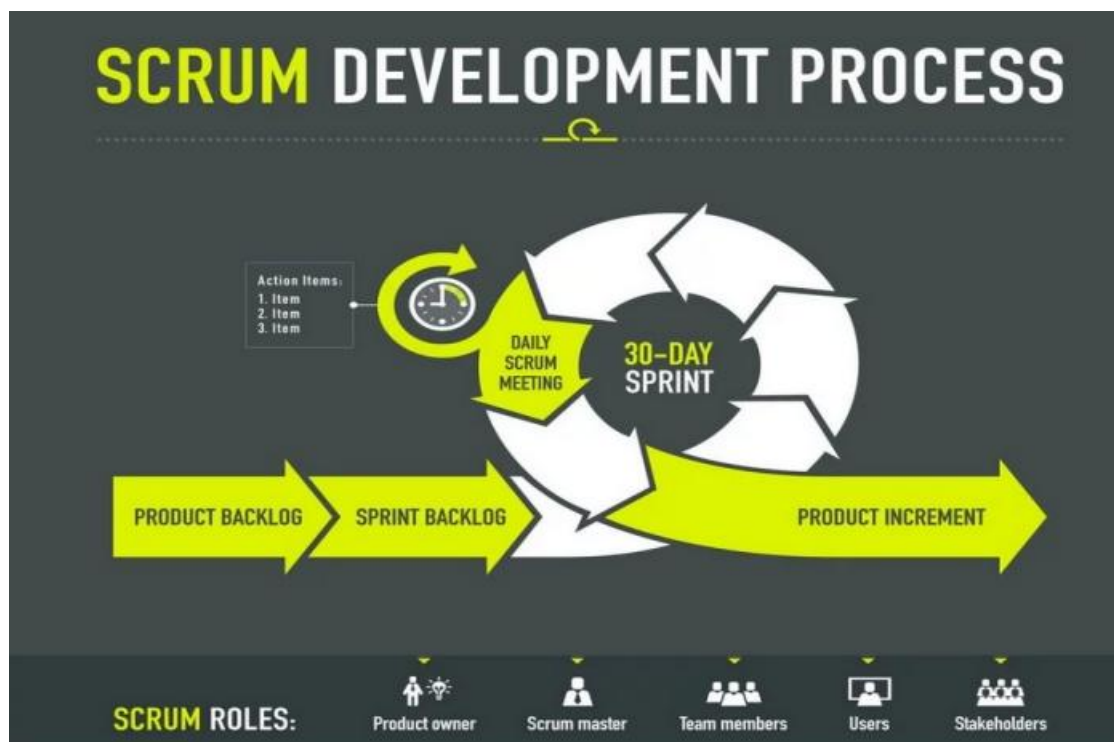 SCRUM DEVELOPMENT PROCESS
Action Items:
1. Item
2. Item
3. Item
DAILY
SCRUM
MEETING
30-DAY
SPRINT
PRODUCT BACKLOG
SPRINT BACKLOG
PRODUCT INCREMENT
SCRUM ROLES:
Product owner
Scrum master
Team members
Users
Stakeholders